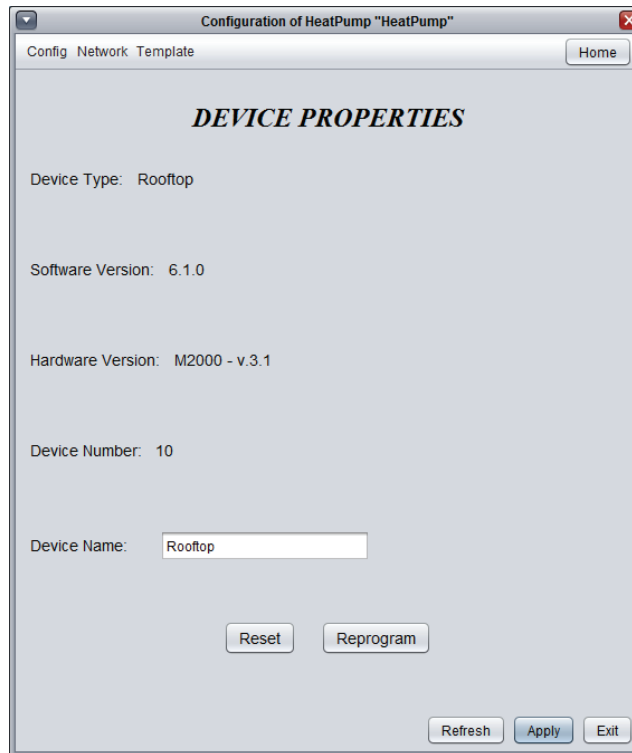 Configuration of HeatPump "HeatPump"
Config Network Template Home
DEVICE PROPERTIES
Device Type: Rooftop
Software Version: 6.1.0
Hardware Version: M2000 - v.3.1
Device Number: 10
Device Name: Rooftop
Reset Reprogram
Refresh Apply Exit